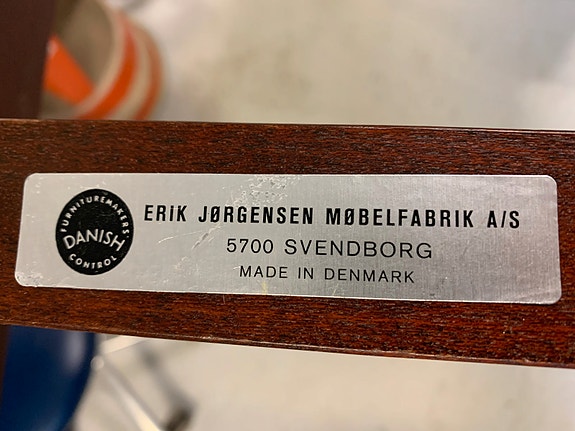 FURNITUREMAKERS'
DANISH
CONTROL
ERIK JØRGENSEN MØBELFABRIK A/S
5700 SVENDBORG
MADE IN DENMARK